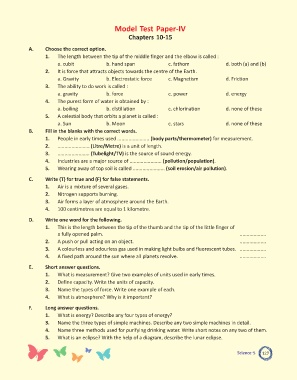 Model Test Paper-IV
Chapters 10-15
A. Choose the correct option.
1. The length between the tip of the middle finger and the elbow is called :
a. cubit b. hand span c. fathom d. both (a) and (b)
2. It is force that attracts objects towards the centre of the Earth.
a. Gravity b. Electrostatic force c. Magnetism d. Friction
3. The ability to do work is called :
a. gravity b. force c. power d. energy
4. The purest form of water is obtained by :
a. boiling b. distillation c. chlorination d. none of these
5. A celestial body that orbits a planet is called :
a. Sun b. Moon c. stars d. none of these
B. Fill in the blanks with the correct words.
1. People in early times used .................... (body parts/thermometer) for measurement.
2. .................... (Litre/Metre) is a unit of length.
3. .................... (Tubelight/TV) is the source of sound energy.
4. Industries are a major source of .................... (pollution/population).
5. Wearing away of top soil is called .................... (soil erosion/air pollution).
C. Write (T) for true and (F) for false statements.
1. Air is a mixture of several gases.
2. Nitrogen supports burning.
3. Air forms a layer of atmosphere around the Earth.
4. 100 centimetres are equal to 1 kilometre.
D. Write one word for the following.
1. This is the length between the tip of the thumb and the tip of the little finger of
a fully opened palm. ....................
2. A push or pull acting on an object. ....................
3. A colourless and odourless gas used in making light bulbs and fluorescent tubes. ....................
4. A fixed path around the sun where all planets revolve. ....................
E. Short answer questions.
1. What is measurement? Give two examples of units used in early times.
2. Define capacity. Write the units of capacity.
3. Name the types of force. Write one example of each.
4. What is atmosphere? Why is it important?
F. Long answer questions.
1. What is energy? Describe any four types of energy?
3. Name the three types of simple machines. Describe any two simple machines in detail.
4. Name three methods used for purifying drinking water. Write short notes on any two of them.
5. What is an eclipse? With the help of a diagram, describe the lunar eclipse.
Science-5